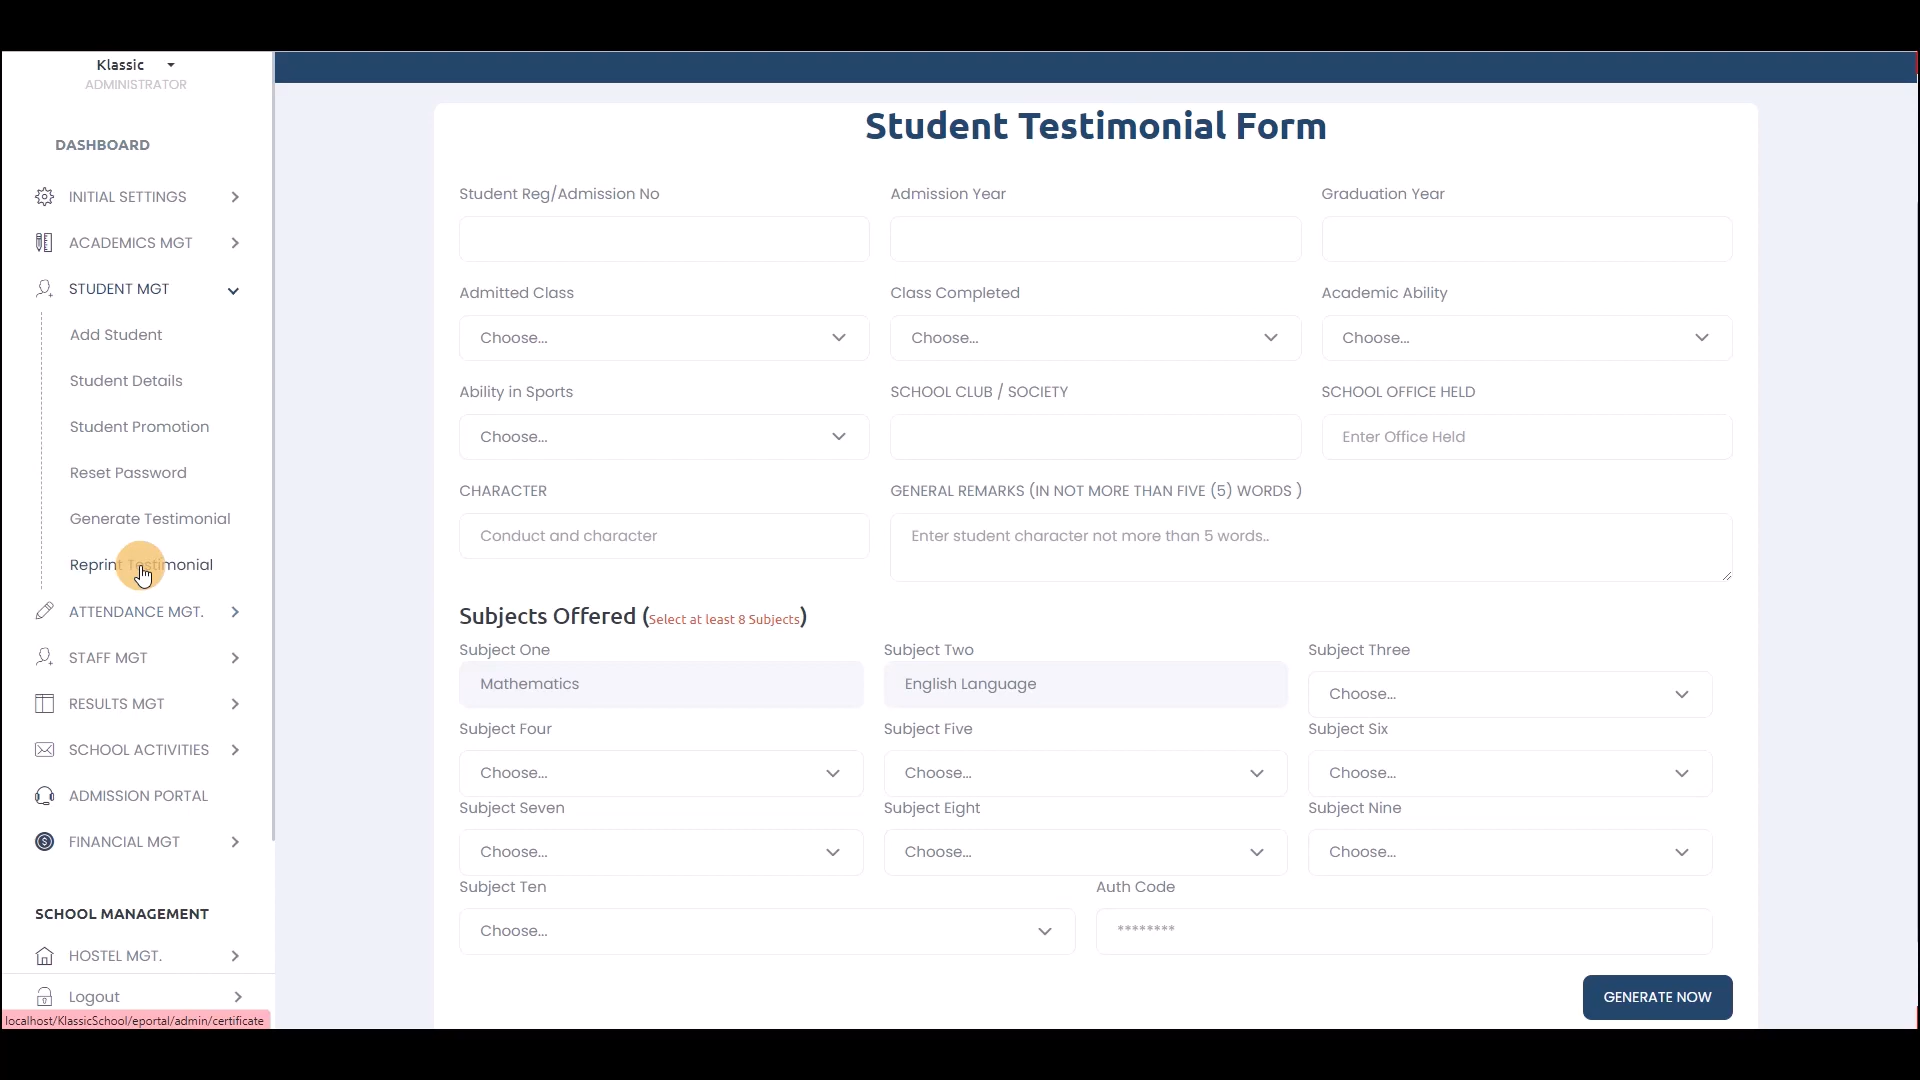 Klassic
ADMINISTRATOR
DASHBOARD
INITIAL SETTINGS
ACADEMICS MGT
STUDENT MGT
Add Student
Student Details
Student Promotion
Reset Password
Generate Testimonial
Reprint Testimonial
ATTENDANCE MGT.
STAFF MGT
RESULTS MGT
SCHOOL ACTIVITIES
ADMISSION PORTAL
FINANCIAL MGT
SCHOOL MANAGEMENT
HOSTEL MGT.
Logout
localhost/KlassicSchool/eportal/admin/certificate
Student Testimonial Form
Student Reg/Admission No
Admission Year
Graduation Year
Admitted Class
Class Completed
Academic Ability
Choose...
Choose...
Choose...
Ability in Sports
SCHOOL CLUB / SOCIETY
SCHOOL OFFICE HELD
Choose...
Enter Office Held
CHARACTER
GENERAL REMARKS (IN NOT MORE THAN FIVE (5) WORDS )
Conduct and character
Enter student character not more than 5 words..
Subjects Offered (Select at least 8 Subjects)
Subject One
Subject Two
Subject Three
Mathematics
English Language
Choose...
Subject Four
Subject Five
Subject Six
Choose...
Choose...
Choose...
Subject Seven
Subject Eight
Subject Nine
Choose...
Choose...
Choose...
Subject Ten
Auth Code
Choose...
********
GENERATE NOW